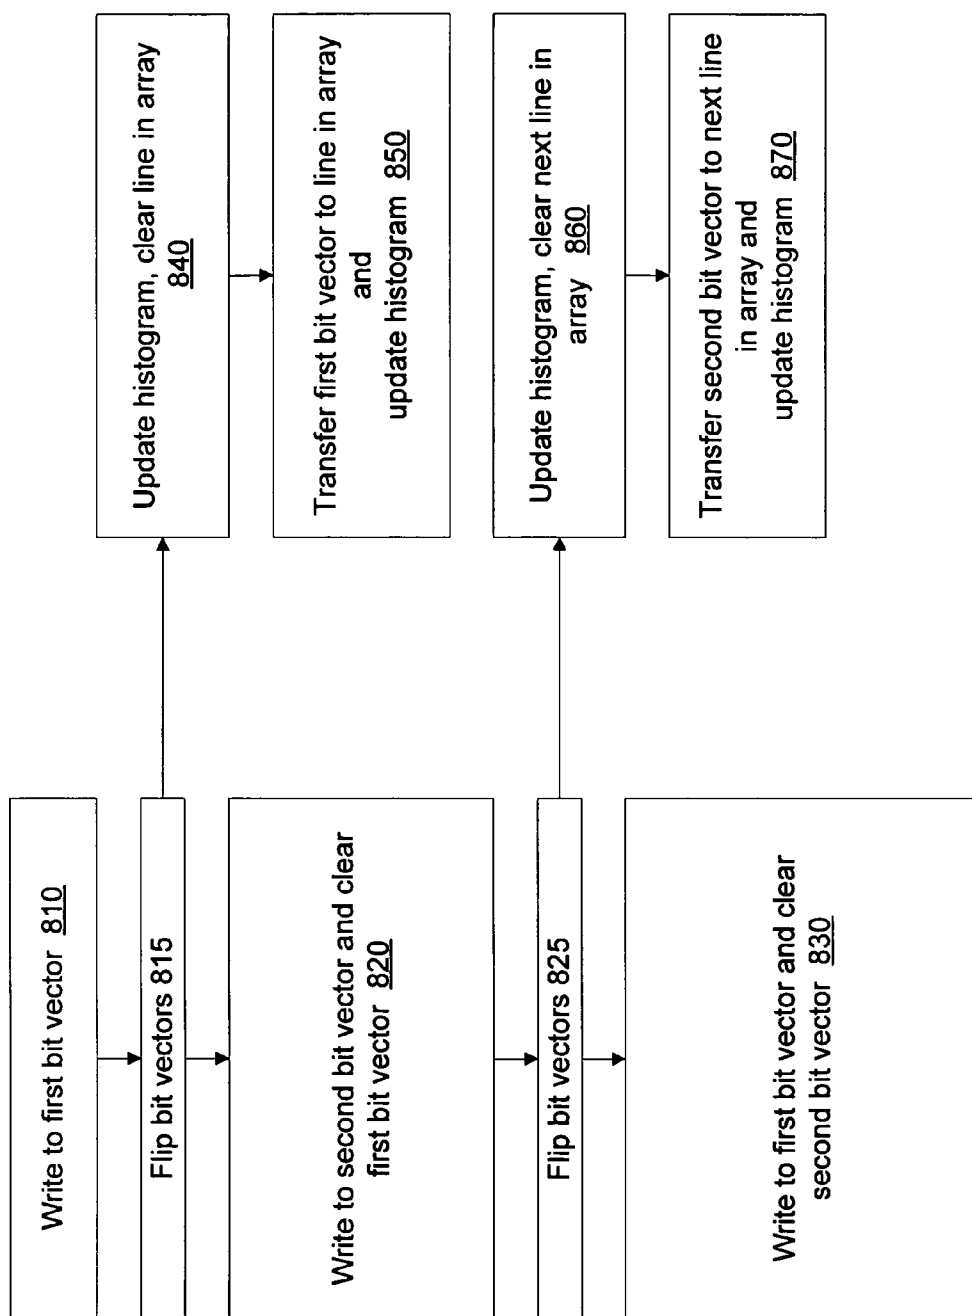 Write to first bit vector 810
Flip bit vectors 815
Write to second bit vector and clear
first bit vector 820
Flip bit vectors 825
Write to first bit vector and clear
second bit vector 830
Update histogram, clear line in array
840
Transfer first bit vector to line in array
and
update histogram 850
Update histogram, clear next line in
array 860
Transfer second bit vector to next line
in array and
update histogram 870